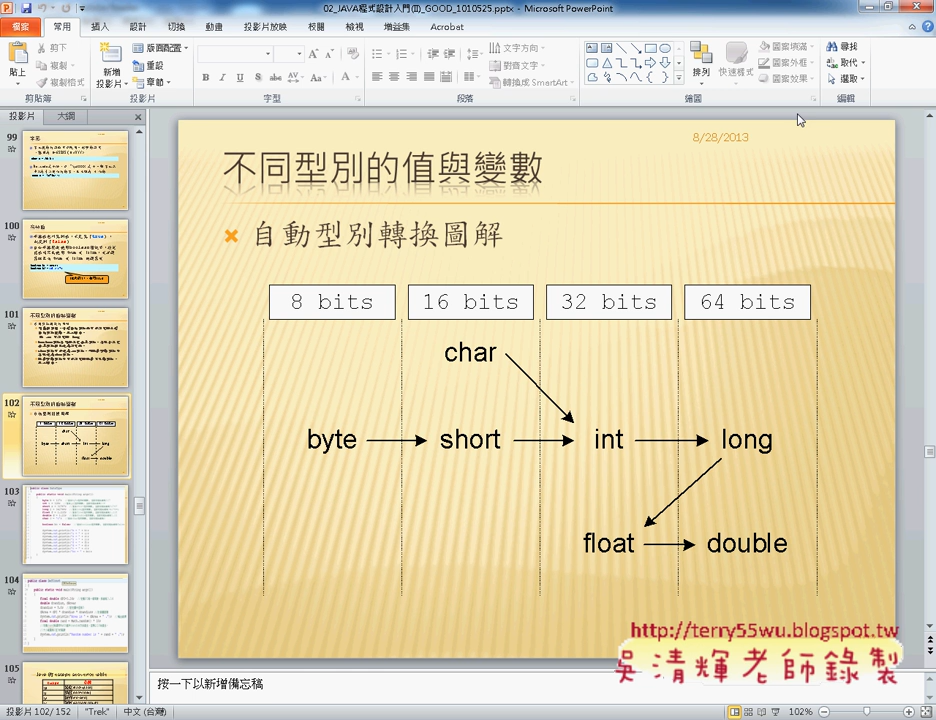 02_JAVA程式設計入門(II)_GOOD_1010525.pptx - Microsoft PowerPoint
檔案 常用 插入 設計 切換 動畫 投影片放映 校閱 檢視 增益集 Acrobat
貼上 剪下 複製 複製格式 剪貼簿
新增投影片 版面配置 重設 章節 投影片
字型
文字方向 對齊文字 轉換成 SmartArt 段落
排列 快速樣式 圖案填滿 圖案外框 圖案效果 繪圖
尋找 取代 選取 編輯
投影片 大綱
99
100
101
102
103
104
105
8/28/2013
不同型別的值與變數
自動型別轉換圖解
8 bits 16 bits 32 bits 64 bits
char
byte short int long
float double
http://terry55wu.blogspot.tw
吳清輝老師錄製
按一下以新增備忘稿
投影片 102/152 "Trek" 中文 (台灣) 102%